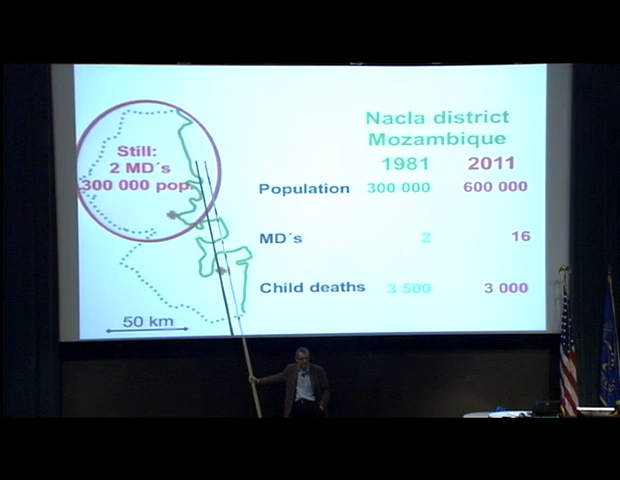 Nacla district
Mozambique
Still:
2 MD´s
300 000 pop.
1981 2011
Population 300 000 600 000
MD´s 2 16
Child deaths 3 500 3 000
50 km